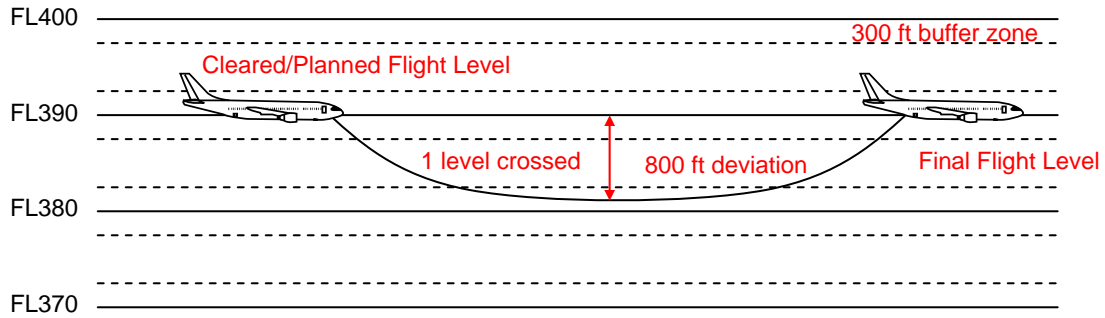 FL400
300 ft buffer zone
Cleared/Planned Flight Level
FL390
1 level crossed
800 ft deviation
Final Flight Level
FL380
FL370